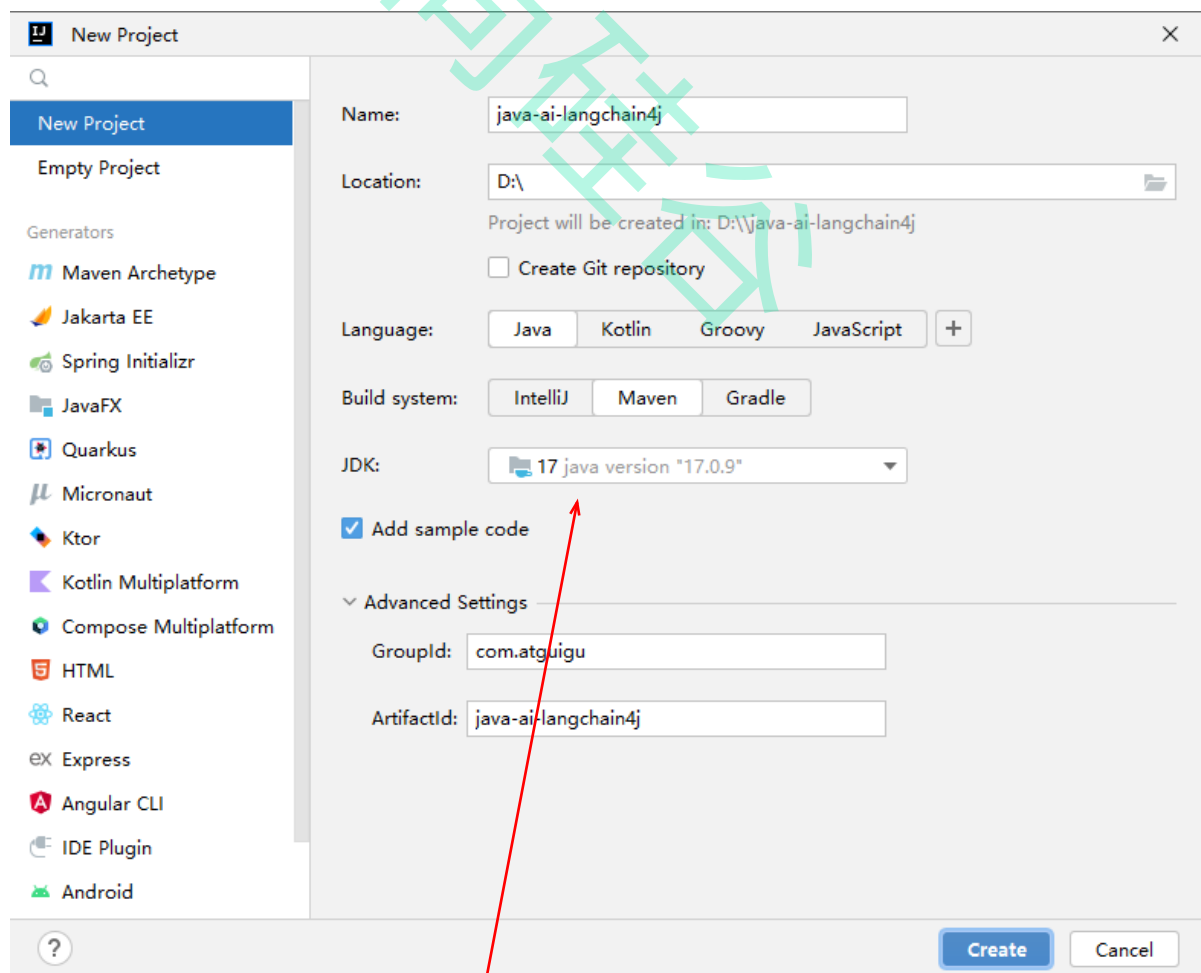 New Project
New Project
Empty Project
Generators
Maven Archetype
Jakarta EE
Spring Initializr
JavaFX
Quarkus
Micronaut
Ktor
Kotlin Multiplatform
Compose Multiplatform
HTML
React
ex Express
Angular CLI
IDE Plugin
Android
?
Name: java-ai-langchain4j
Location: D:\
Project will be created in: D:\\java-ai-langchain4j
Create Git repository
Language: Java Kotlin Groovy JavaScript +
Build system: IntelliJ Maven Gradle
JDK: 17 java version "17.0.9"
Add sample code
Advanced Settings
GroupId: com.atguigu
ArtifactId: java-ai-langchain4j
Create Cancel
尚硅谷